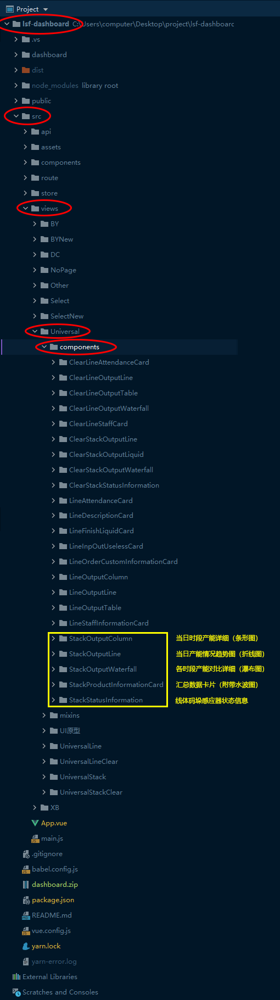 Project
lsf-dashboard C:\Users\computer\Desktop\project\lsf-dashboard
.vs
dashboard
dist
node_modules library root
public
src
api
assets
components
route
store
views
BY
BYNew
DC
NoPage
Other
Select
SelectNew
Universal
components
ClearLineAttendanceCard
ClearLineOutputLine
ClearLineOutputTable
ClearLineOutputWaterfall
ClearLineStaffCard
ClearStackOutputLine
ClearStackOutputLiquid
ClearStackOutputWaterfall
ClearStackStatusInformation
LineAttendanceCard
LineDescriptionCard
LineFinishLiquidCard
LineInpOutUselessCard
LineOrderCustomInformationCard
LineOutputColumn
LineOutputLine
LineOutputTable
LineStaffInformationCard
StackOutputColumn 当日时段产能详细（条形图）
StackOutputLine 当日产能情况趋势图（折线图）
StackOutputWaterfall 各时段产能对比详细（瀑布图）
StackProductInformationCard 汇总数据卡片（附带水波图）
StackStatusInformation 线体码垛感应器状态信息
mixins
UI原型
UniversalLine
UniversalLineClear
UniversalStack
UniversalStackClear
XB
App.vue
main.js
.gitignore
babel.config.js
dashboard.zip
package.json
README.md
vue.config.js
yarn.lock
yarn-error.log
External Libraries
Scratches and Consoles